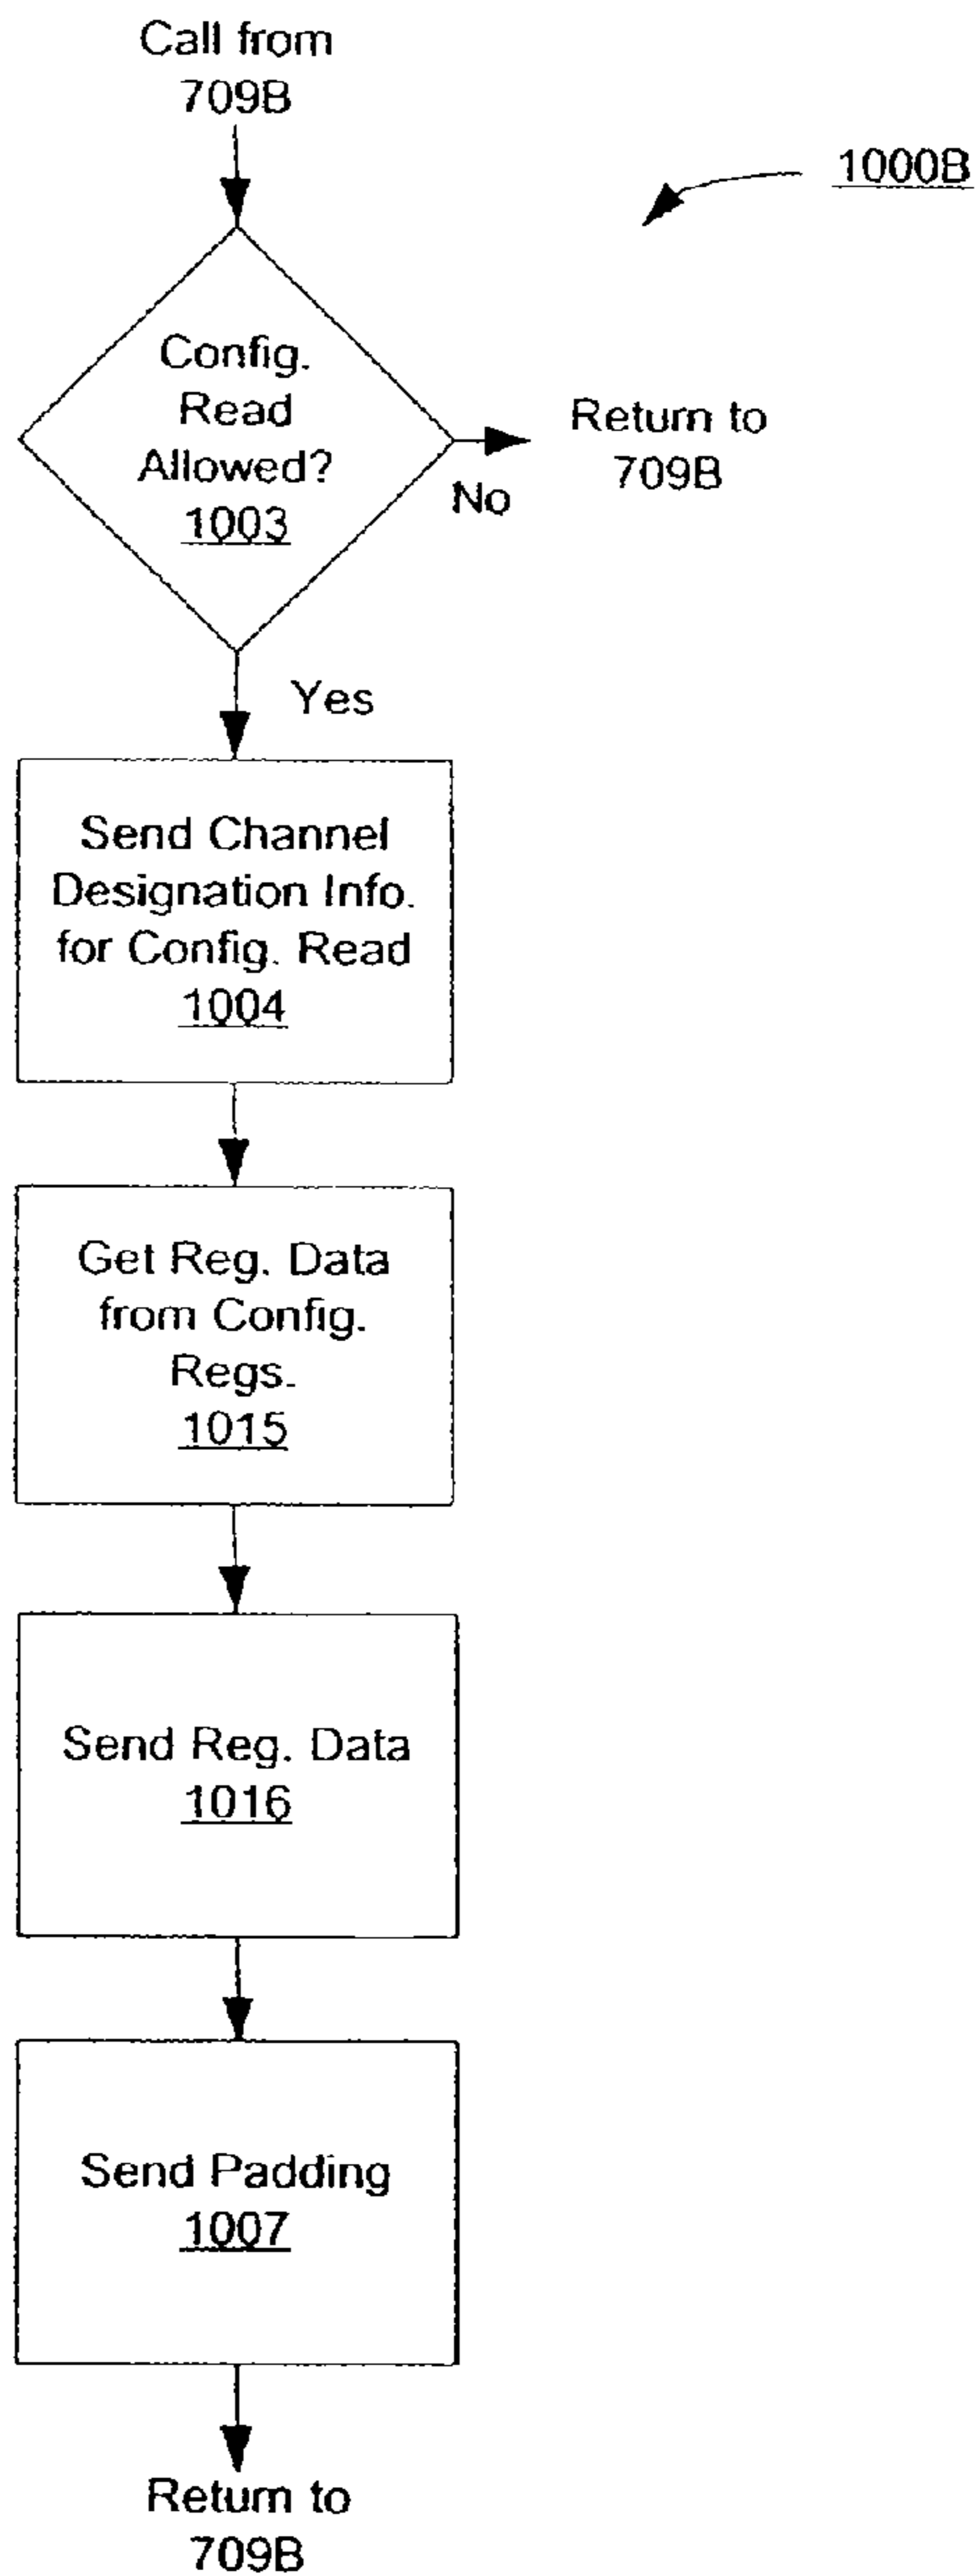 Call from
709B
1000B
Config.
Read
Allowed?
1003
Return to
709B
No
Yes
Send Channel
Designation Info.
for Config. Read
1004
Get Reg. Data
from Config.
Regs.
1015
Send Reg. Data
1016
Send Padding
1007
Return to
709B